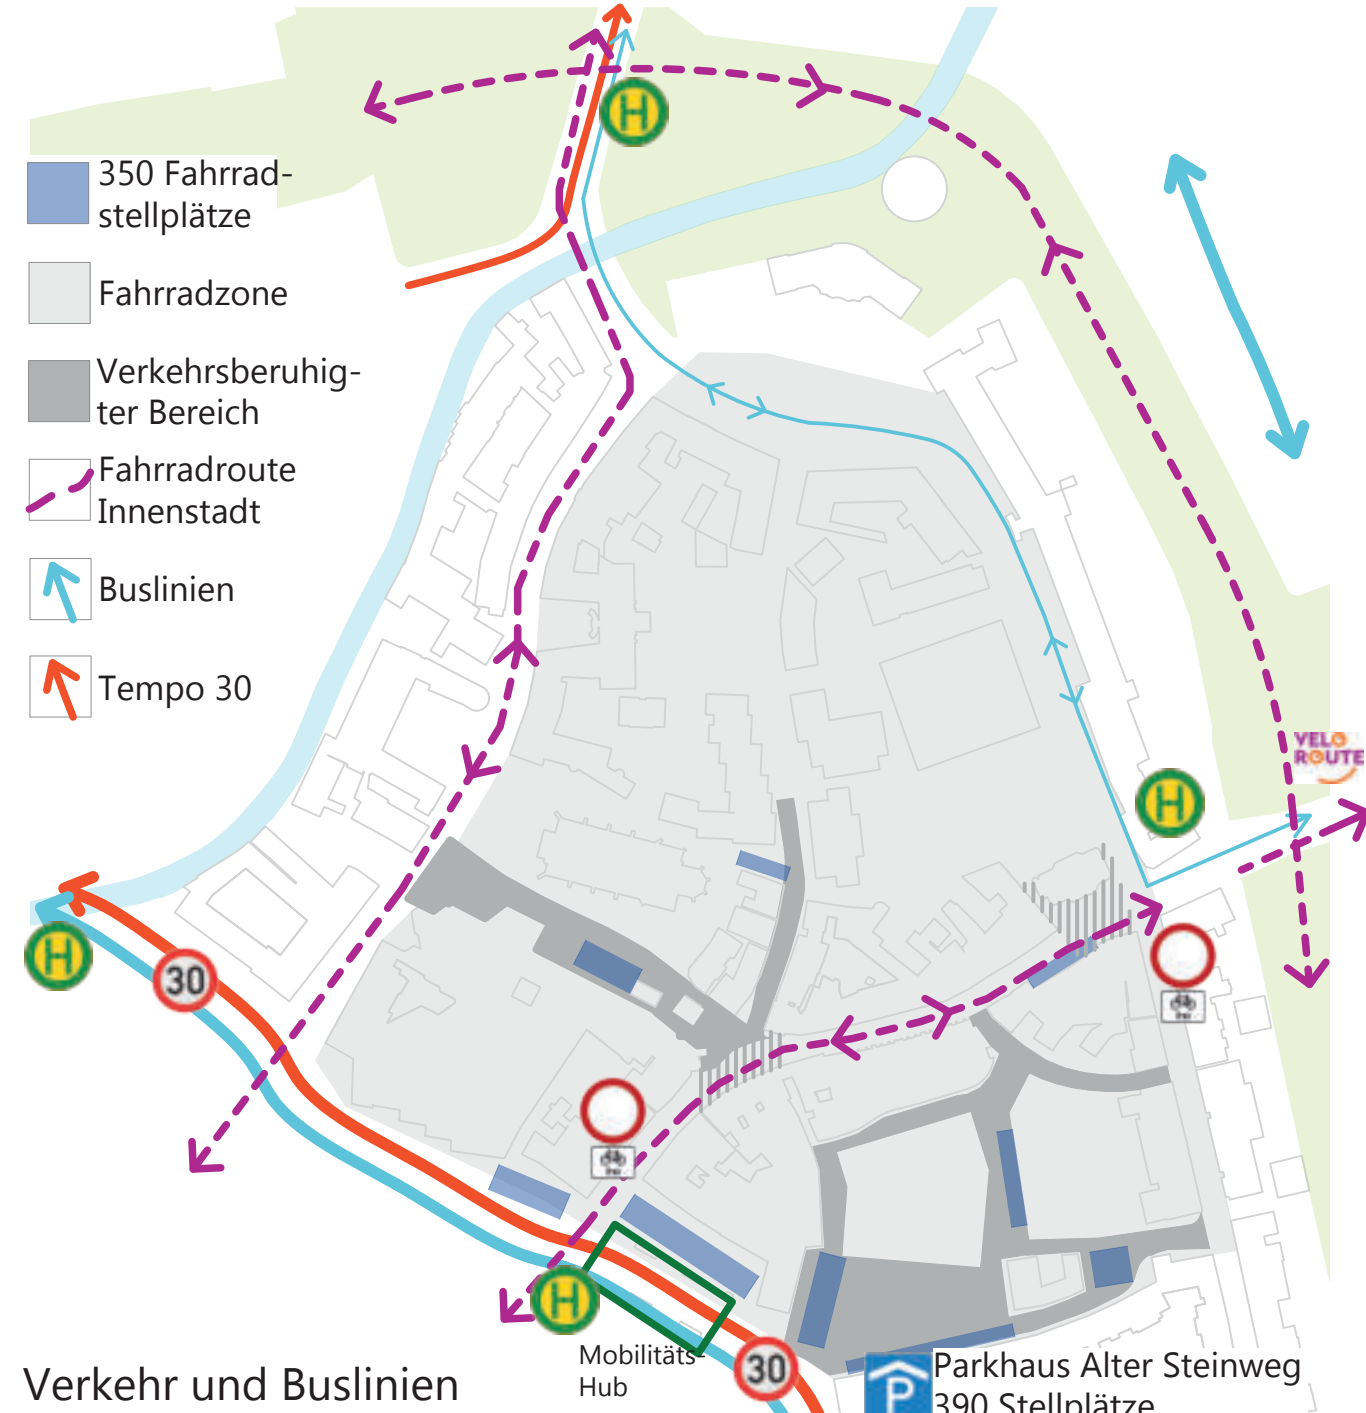 350 Fahrrad-
stellplätze
Fahrradzone
Verkehrsberuhig-
ter Bereich
Fahrradroute
Innenstadt
Buslinien
Tempo 30
H
VELO
ROUTE
H
H
30
H
30
Mobilitäts-
Hub
P
Parkhaus Alter Steinweg
390 Stellplätze
Verkehr und Buslinien